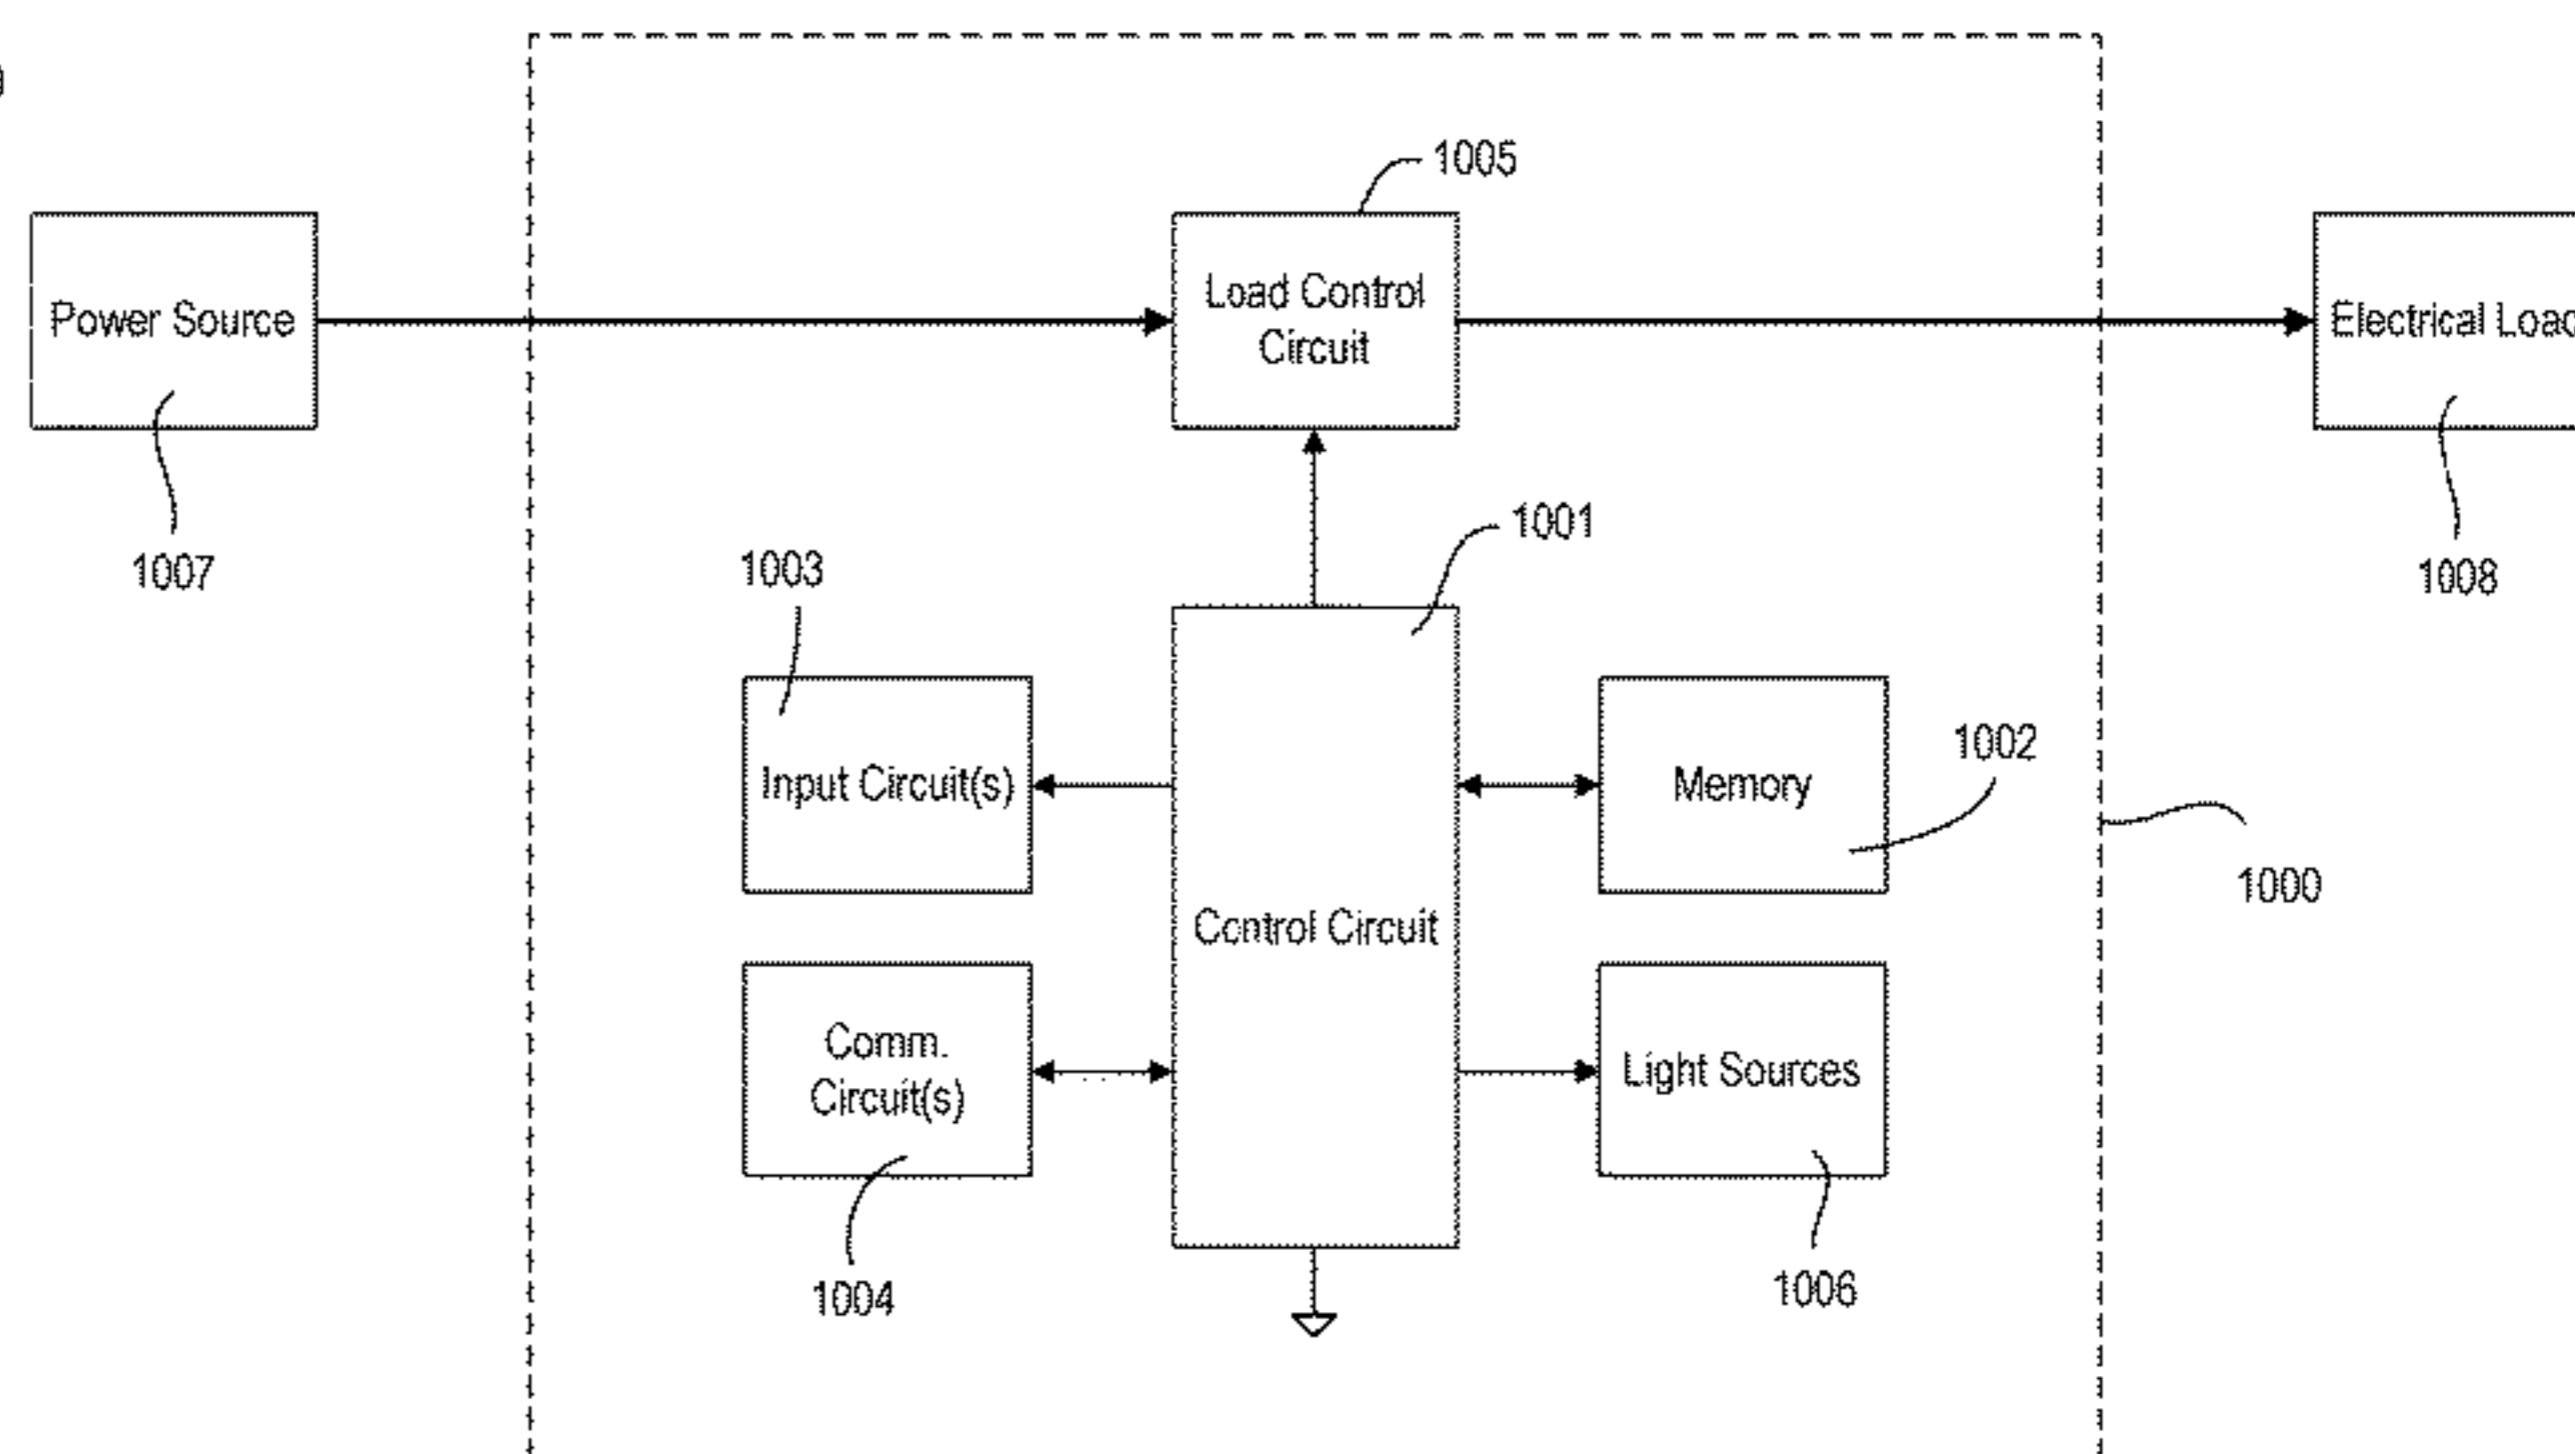 1005
Power Source
Load Control
Circuit
Electrical Load
1007
1003
1001
1008
Input Circuit(s)
Memory
1002
1000
Control Circuit
Comm.
Circuit(s)
Light Sources
1004
1006